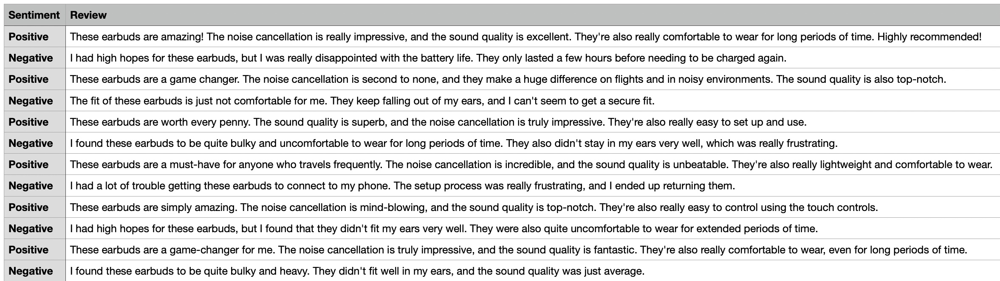 Sentiment Review
Positive These earbuds are amazing! The noise cancellation is really impressive, and the sound quality is excellent. They're also really comfortable to wear for long periods of time. Highly recommended!
Negative I had high hopes for these earbuds, but I was really disappointed with the battery life. They only lasted a few hours before needing to be charged again.
Positive These earbuds are a game changer. The noise cancellation is second to none, and they make a huge difference on flights and in noisy environments. The sound quality is also top-notch.
Negative The fit of these earbuds is just not comfortable for me. They keep falling out of my ears, and I can't seem to get a secure fit.
Positive These earbuds are worth every penny. The sound quality is superb, and the noise cancellation is truly impressive. They're also really easy to set up and use.
Negative I found these earbuds to be quite bulky and uncomfortable to wear for long periods of time. They also didn't stay in my ears very well, which was really frustrating.
Positive These earbuds are a must-have for anyone who travels frequently. The noise cancellation is incredible, and the sound quality is unbeatable. They're also really lightweight and comfortable to wear.
Negative I had a lot of trouble getting these earbuds to connect to my phone. The setup process was really frustrating, and I ended up returning them.
Positive These earbuds are simply amazing. The noise cancellation is mind-blowing, and the sound quality is top-notch. They're also really easy to control using the touch controls.
Negative I had high hopes for these earbuds, but I found that they didn't fit my ears very well. They were also quite uncomfortable to wear for extended periods of time.
Positive These earbuds are a game-changer for me. The noise cancellation is truly impressive, and the sound quality is fantastic. They're also really comfortable to wear, even for long periods of time.
Negative I found these earbuds to be quite bulky and heavy. They didn't fit well in my ears, and the sound quality was just average.